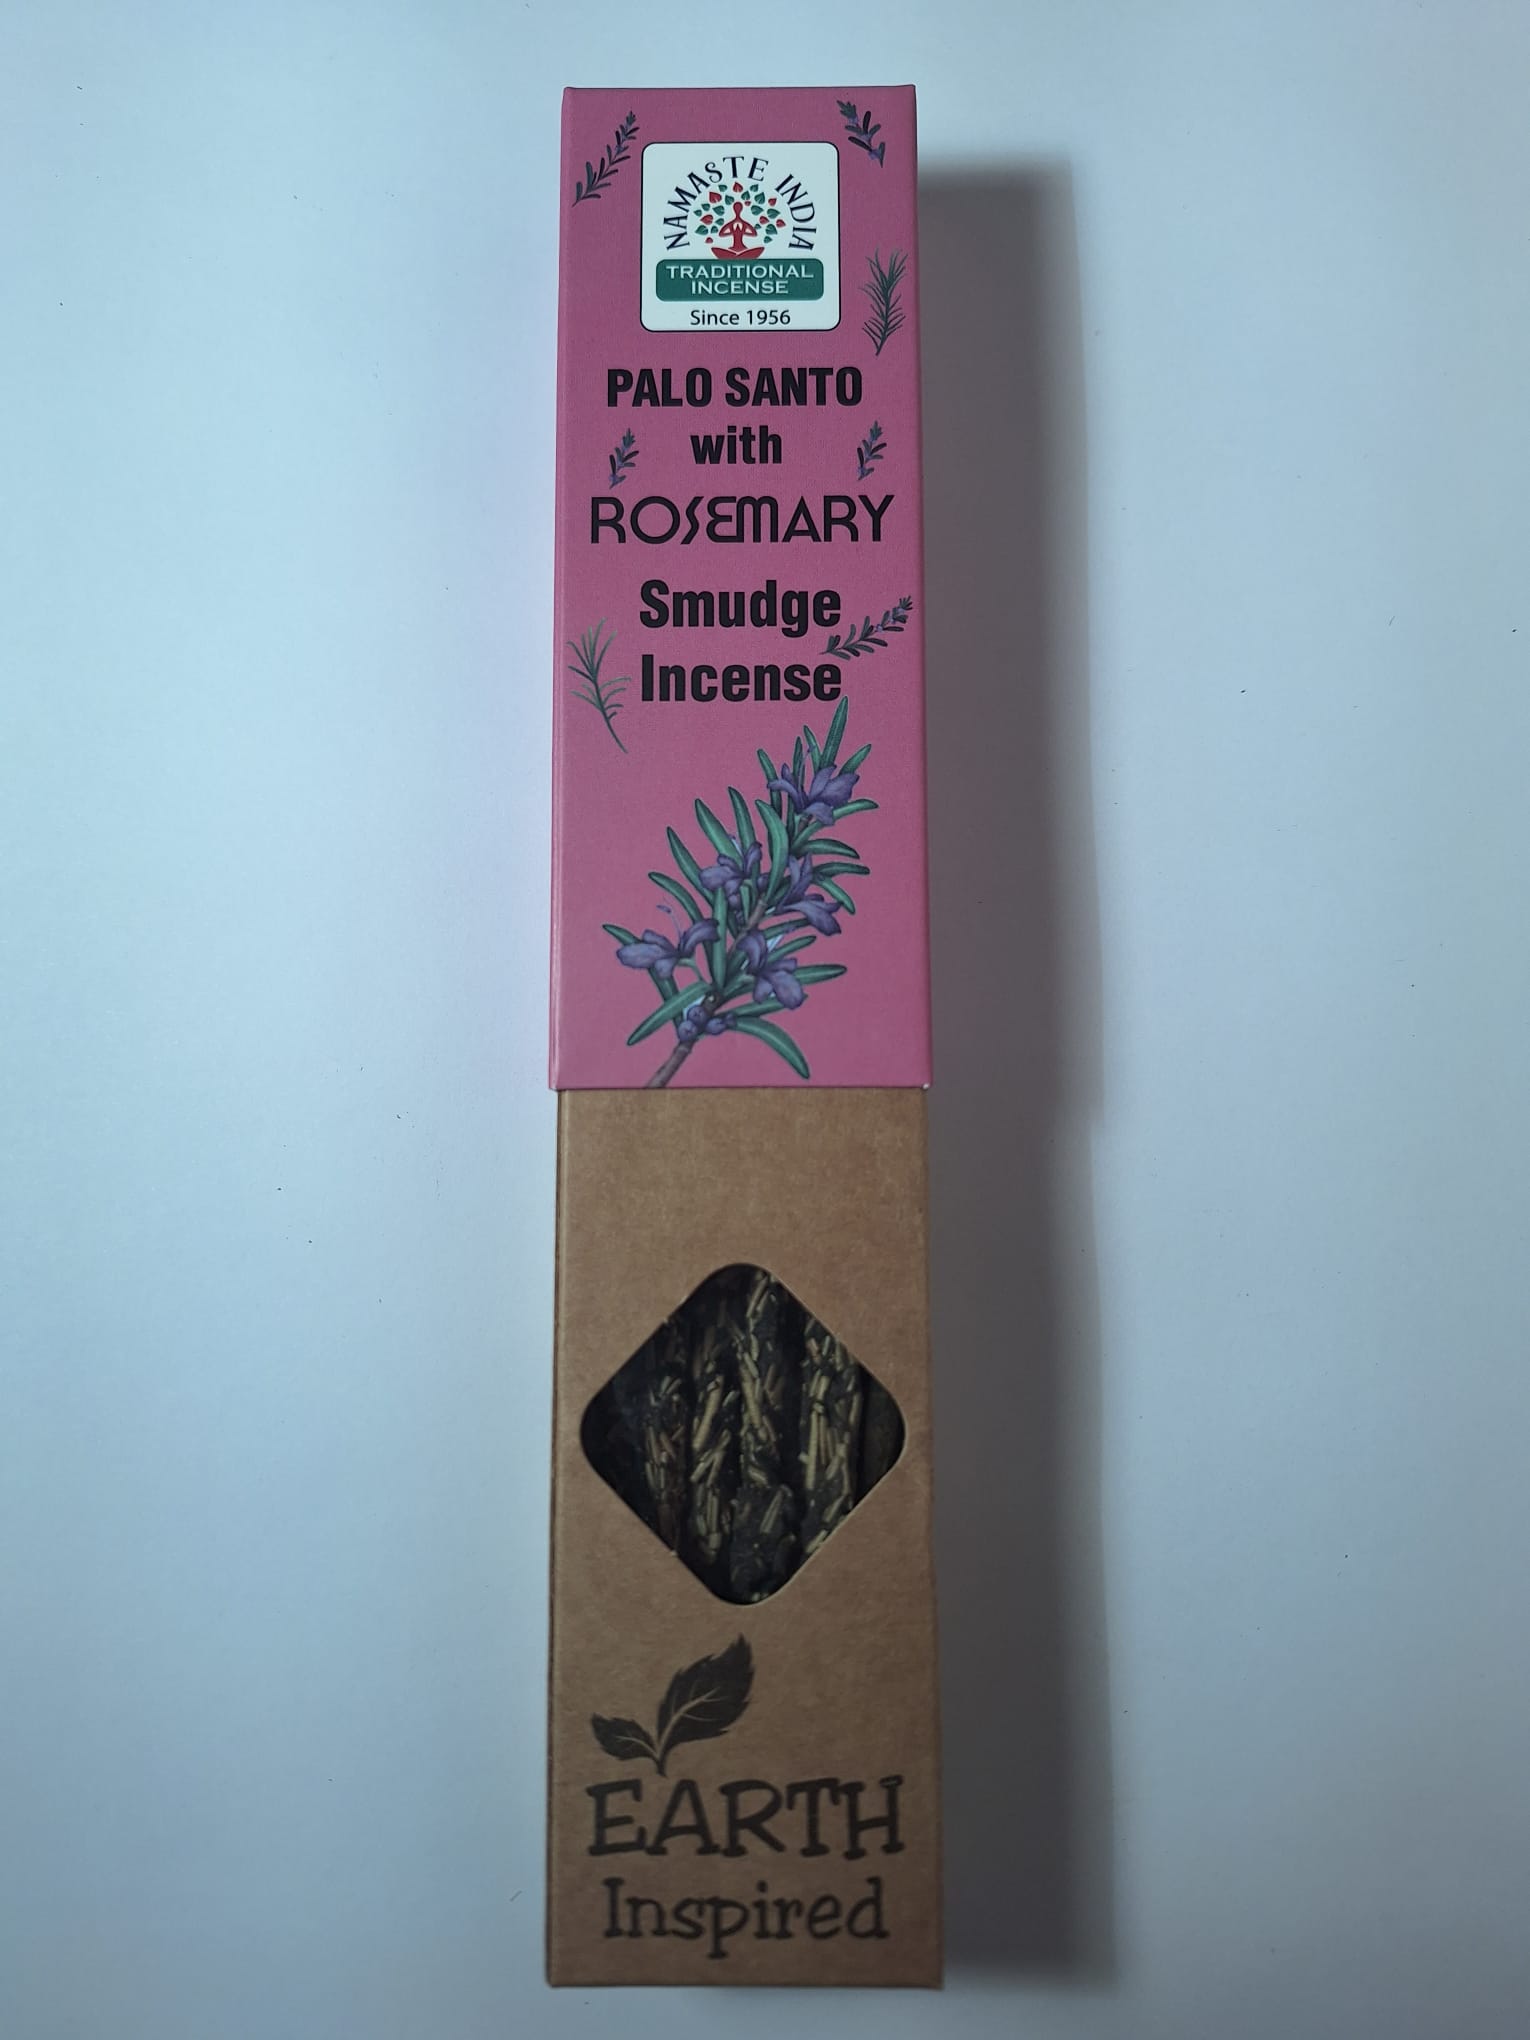 NAMASTE INDIA
TRADITIONAL
INCENSE
Since 1956
PALO SANTO
with
ROSEMARY
Smudge
Incense
EARTH
Inspired